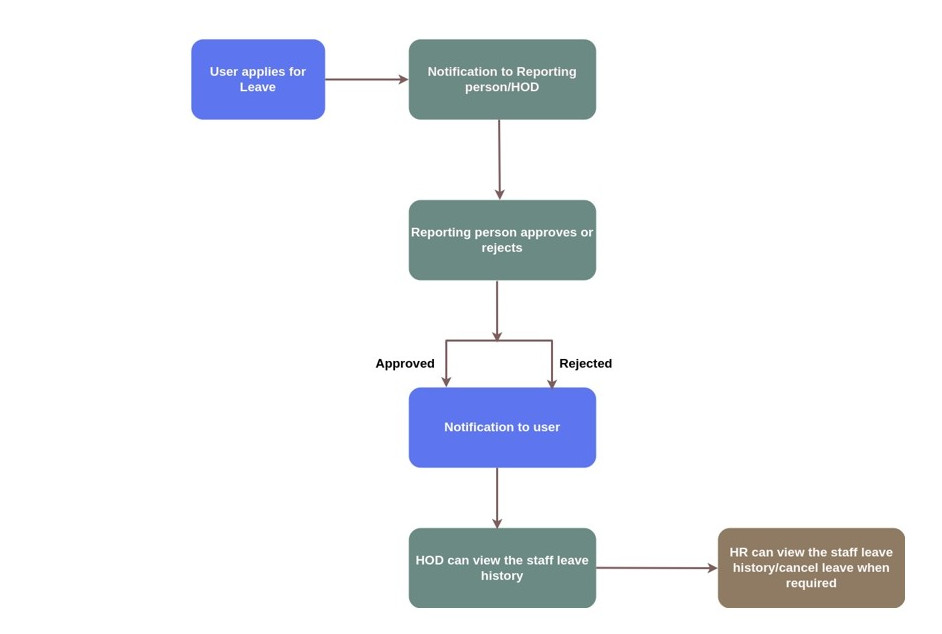 User applies for
Leave
Notification to Reporting
person/HOD
Reporting person approves or
rejects
Approved
Rejected
Notification to user
HOD can view the staff leave
history
HR can view the staff leave
history/cancel leave when
required